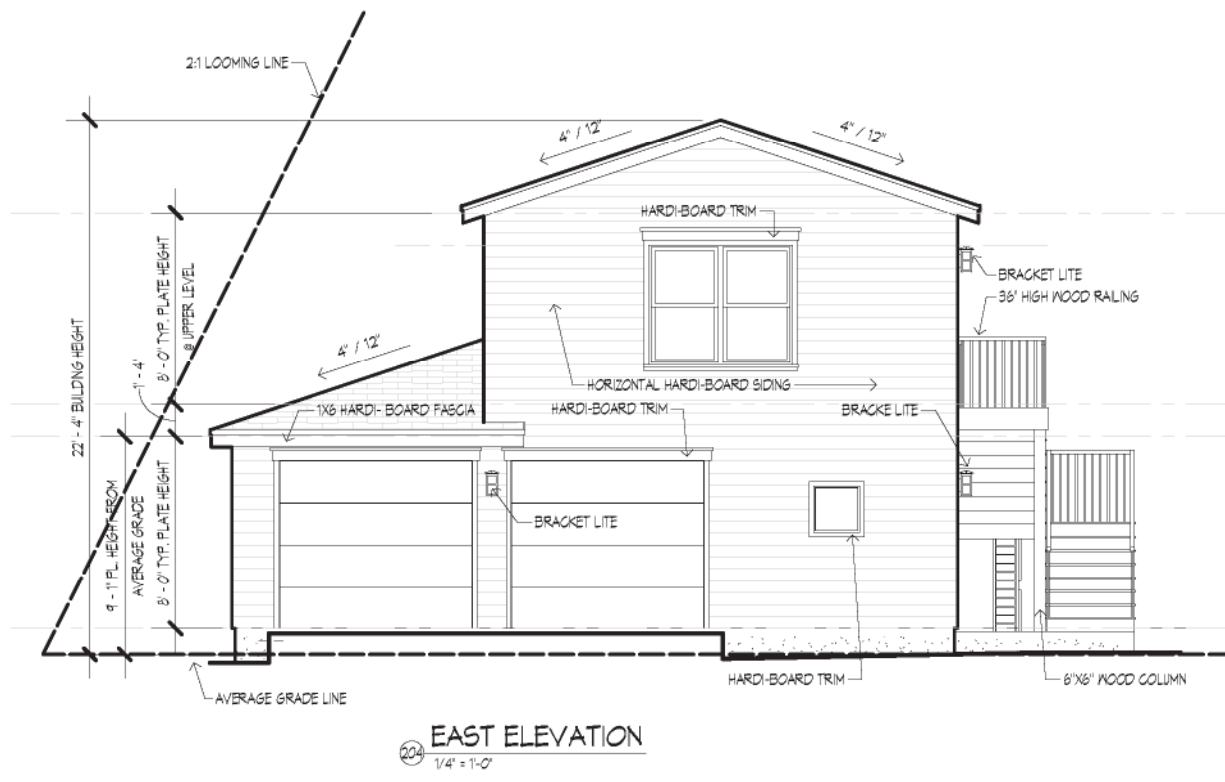 2:1 LOOMING LINE
4" / 12"
4" / 12"
HARDI-BOARD TRIM
BRACKET LITE
36" HIGH WOOD RAILING
22' - 4" BUILDING HEIGHT
8' - 0" TYP. PLATE HEIGHT
@ UPPER LEVEL
1' - 4'
4" / 12"
HORIZONTAL HARDI-BOARD SIDING
1X6 HARDI- BOARD FASCIA
HARDI-BOARD TRIM
BRACKE LITE
9 - 1" PL. HEIGHT FROM
AVERAGE GRADE
8' - 0" TYP. PLATE HEIGHT
BRACKET LITE
AVERAGE GRADE LINE
HARDI-BOARD TRIM
6"X6" WOOD COLUMN
204
EAST ELEVATION
1/4" = 1'-0"